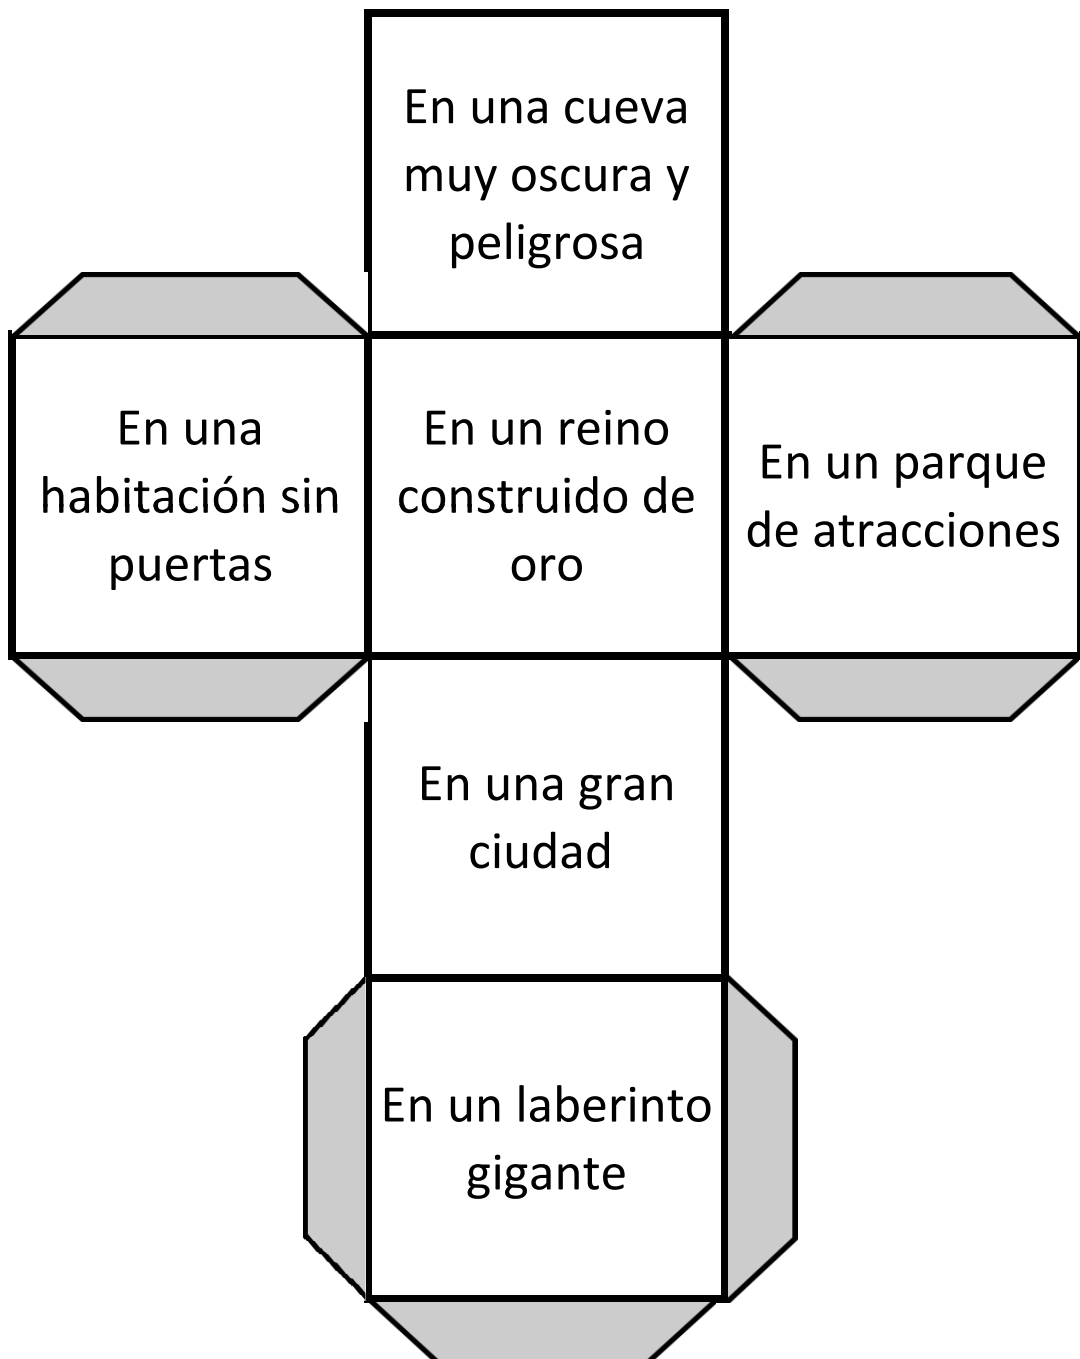 En una cueva
muy oscura y
peligrosa
En una
habitación sin
puertas
En un reino
construido de
oro
En un parque
de atracciones
En una gran
ciudad
En un laberinto
gigante